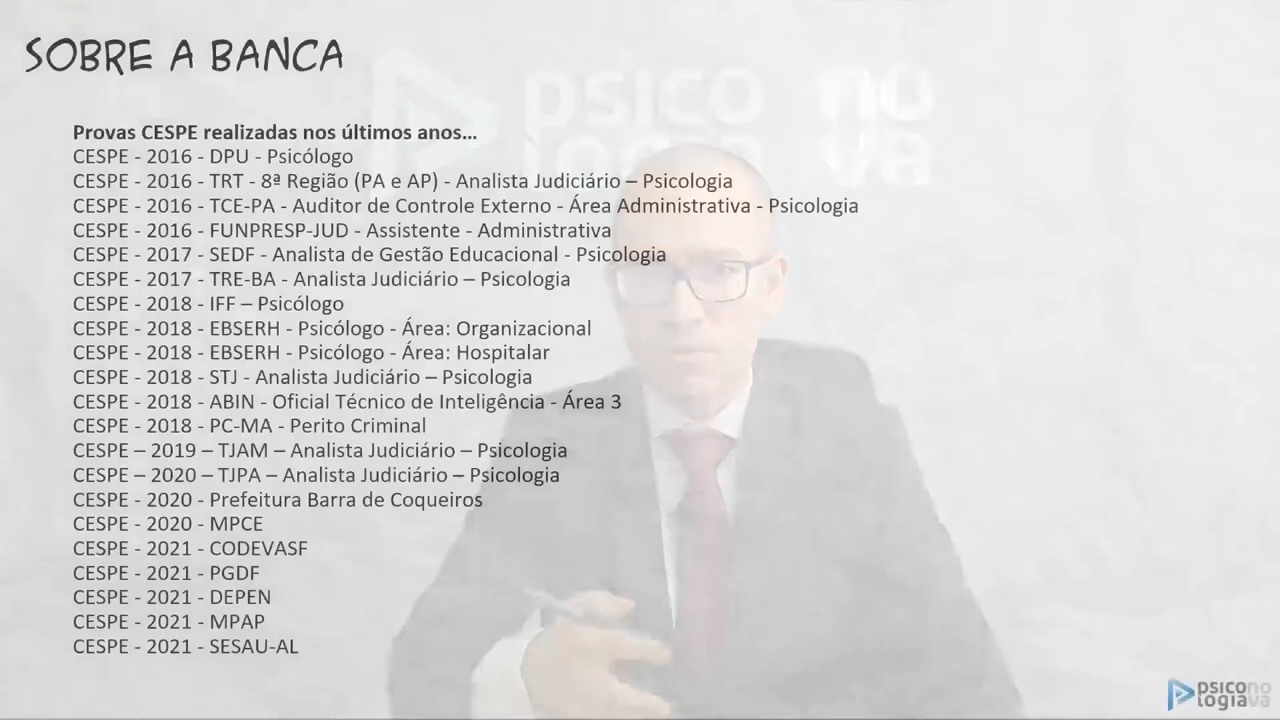 SOBRE A BANCA
psico no
logia va
Provas CESPE realizadas nos últimos anos...
CESPE - 2016 - DPU - Psicólogo
CESPE - 2016 - TRT - 8ª Região (PA e AP) - Analista Judiciário – Psicologia
CESPE - 2016 - TCE-PA - Auditor de Controle Externo - Área Administrativa - Psicologia
CESPE - 2016 - FUNPRESP-JUD - Assistente - Administrativa
CESPE - 2017 - SEDF - Analista de Gestão Educacional - Psicologia
CESPE - 2017 - TRE-BA - Analista Judiciário – Psicologia
CESPE - 2018 - IFF – Psicólogo
CESPE - 2018 - EBSERH - Psicólogo - Área: Organizacional
CESPE - 2018 - EBSERH - Psicólogo - Área: Hospitalar
CESPE - 2018 - STJ - Analista Judiciário – Psicologia
CESPE - 2018 - ABIN - Oficial Técnico de Inteligência - Área 3
CESPE - 2018 - PC-MA - Perito Criminal
CESPE – 2019 – TJAM – Analista Judiciário – Psicologia
CESPE – 2020 – TJPA – Analista Judiciário – Psicologia
CESPE - 2020 - Prefeitura Barra de Coqueiros
CESPE - 2020 - MPCE
CESPE - 2021 - CODEVASF
CESPE - 2021 - PGDF
CESPE - 2021 - DEPEN
CESPE - 2021 - MPAP
CESPE - 2021 - SESAU-AL
psicono
logiava